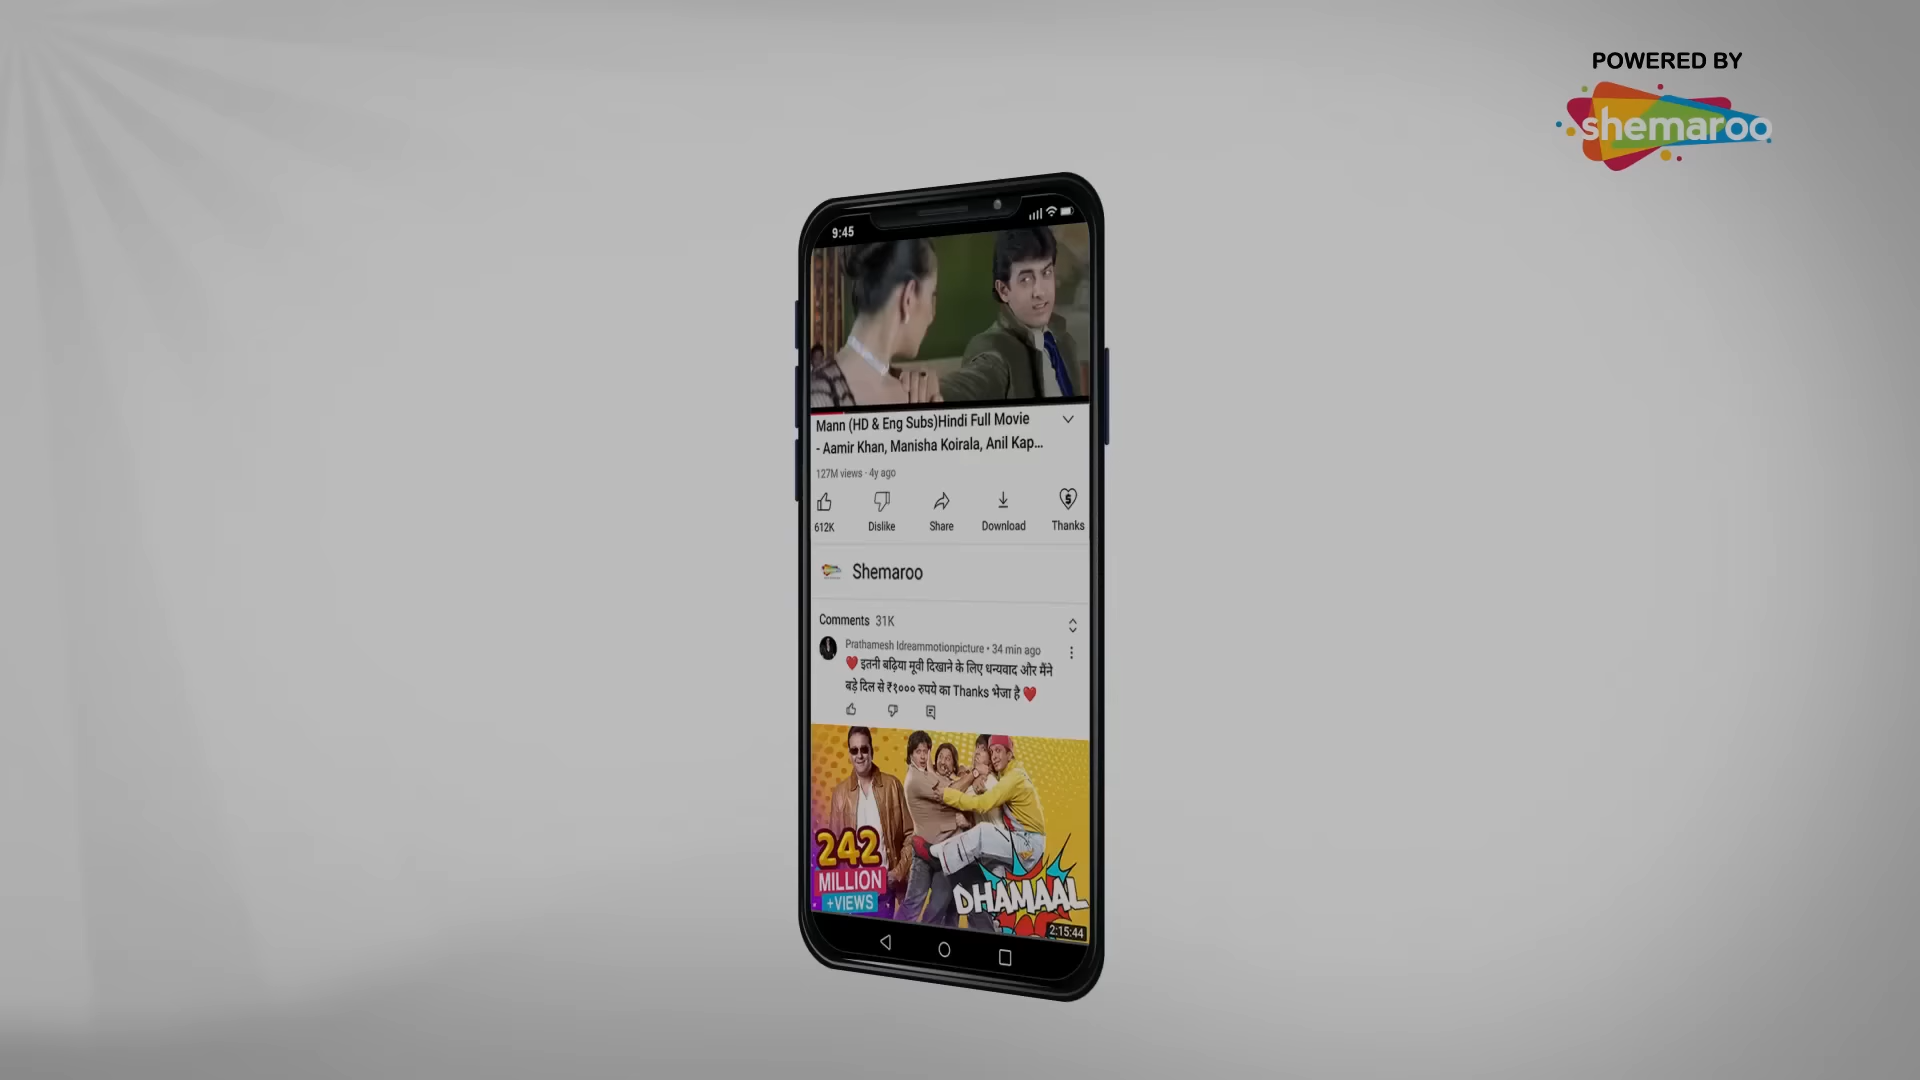 POWERED BY
shemaroo
9:45
Mann (HD & Eng Subs)Hindi Full Movie
- Aamir Khan, Manisha Koirala, Anil Kap...
127M views · 4y ago
612K Dislike Share Download Thanks
Shemaroo
Comments 31K
Prathamesh Idreammotionpicture • 34 min ago
❤️ इतनी बढ़िया मूवी दिखाने के लिए धन्यवाद और मैंने
बड़े दिल से ₹१००० रुपये का Thanks भेजा है ❤️
242
MILLION
+VIEWS
DHAMAAL
2:15:44